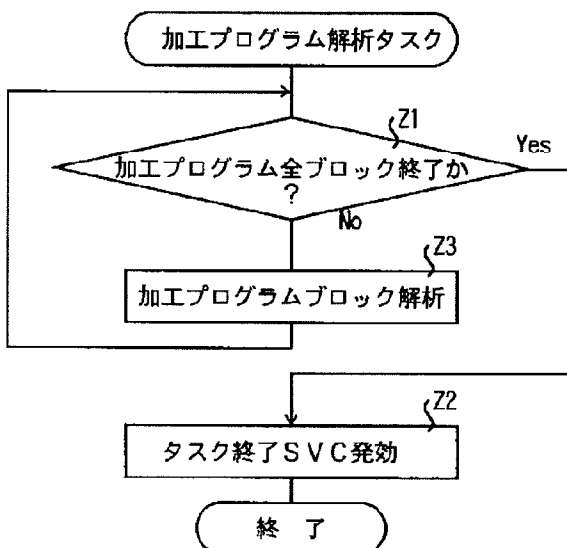 加工プログラム解析タスク
Z1
Yes
加工プログラム全ブロック終了か
?
No
Z3
加工プログラムブロック解析
Z2
タスク終了SVC発効
終 了